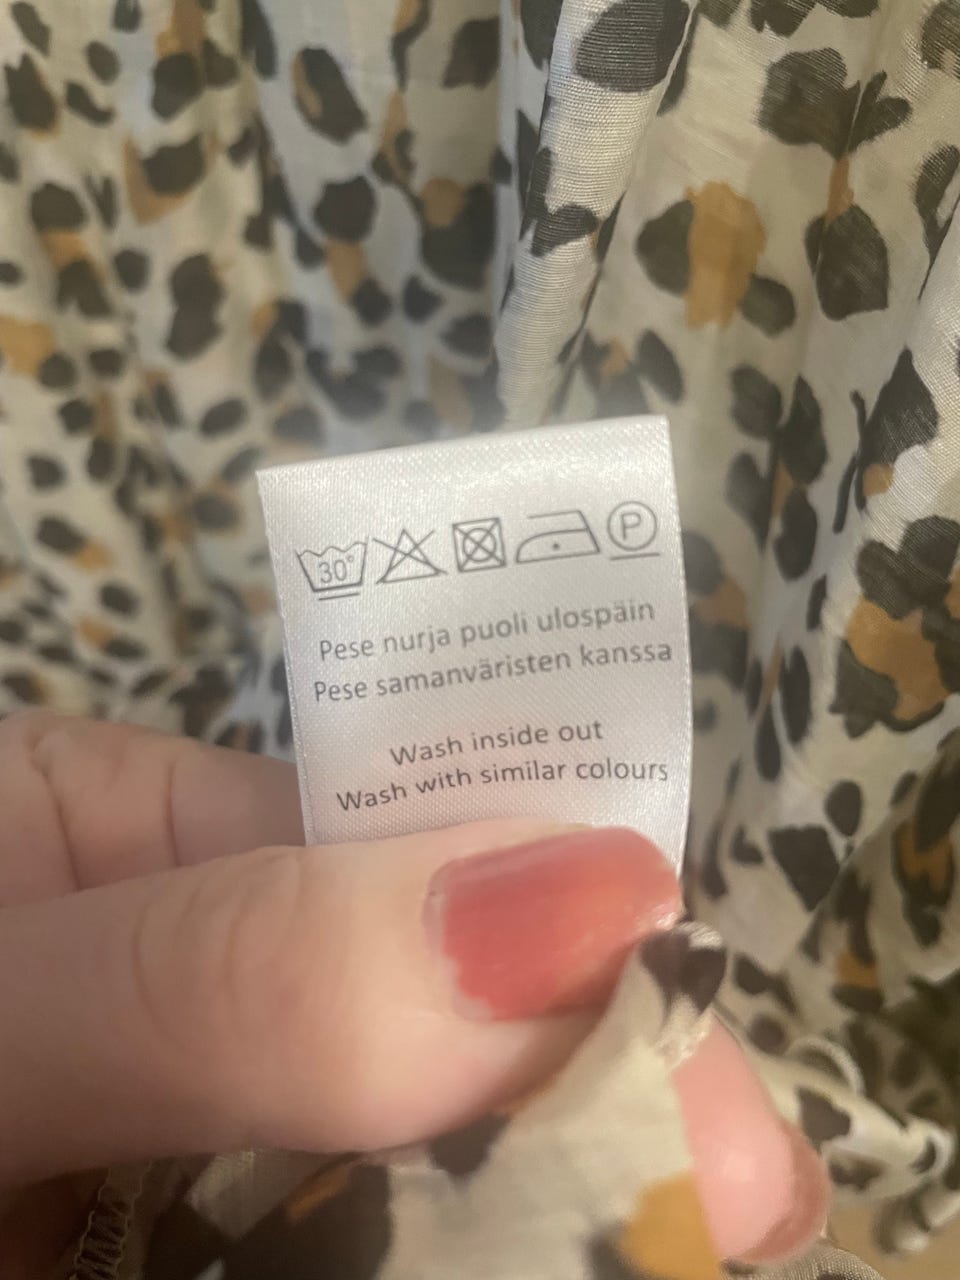 30° P
Pese nurja puoli ulospäin
Pese samanväristen kanssa
Wash inside out
Wash with similar colours